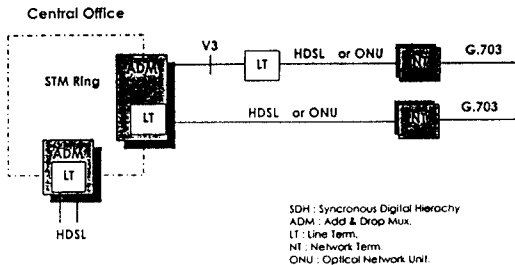 Central Office
V3
HDSL or ONU
G.703
ADM
LT
NT
STM Ring
LT
HDSL or ONU
G.703
NT
ADM
LT
HDSL
SDH : Syncronous Digital Hierachy
ADM : Add & Drop Mux.
LT : Line Term.
NT : Network Term.
ONU : Optical Network Unit.